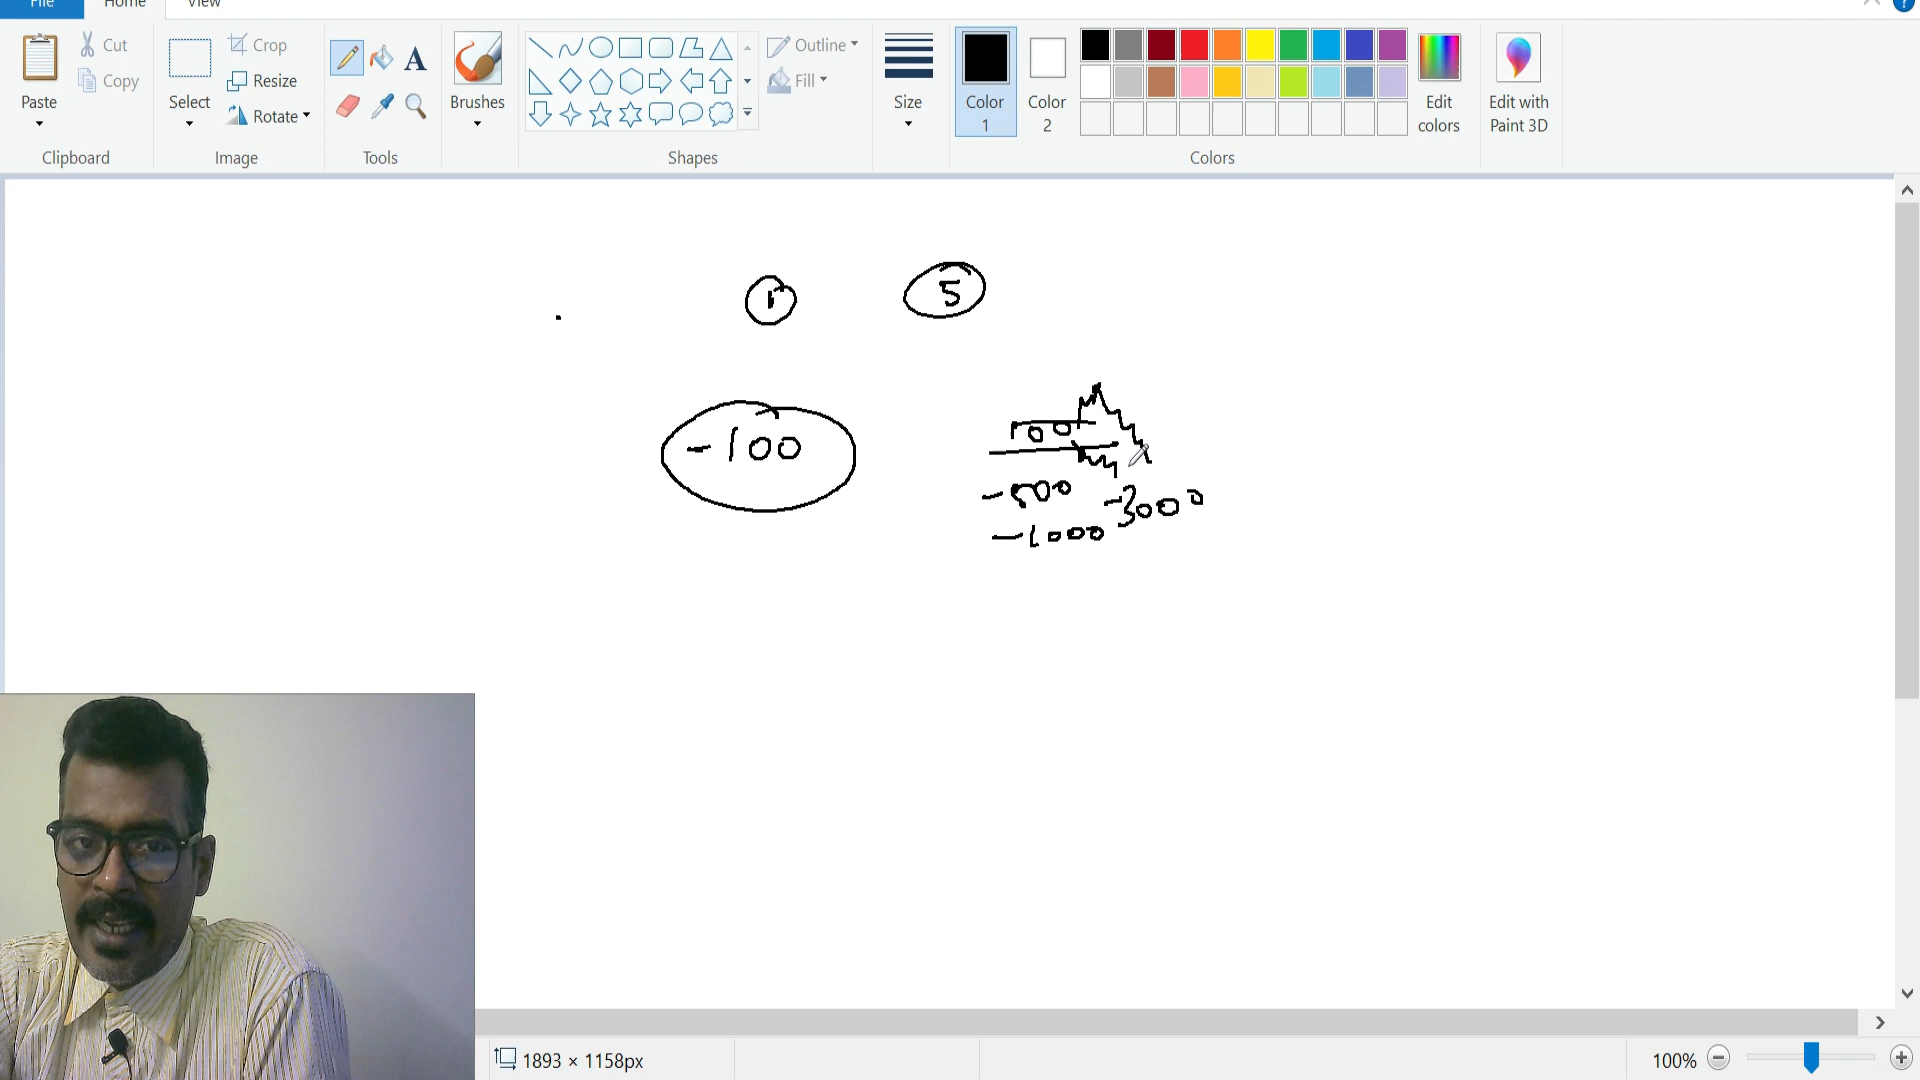 File Home View
Paste
Cut
Copy
Clipboard
Select
Crop
Resize
Rotate
Image
Tools
Brushes
Shapes
Outline
Fill
Size
Color
1
Color
2
Colors
Edit
colors
Edit with
Paint 3D
1 5
-100
100
-500
-3000
-1000
1893 × 1158px
100%